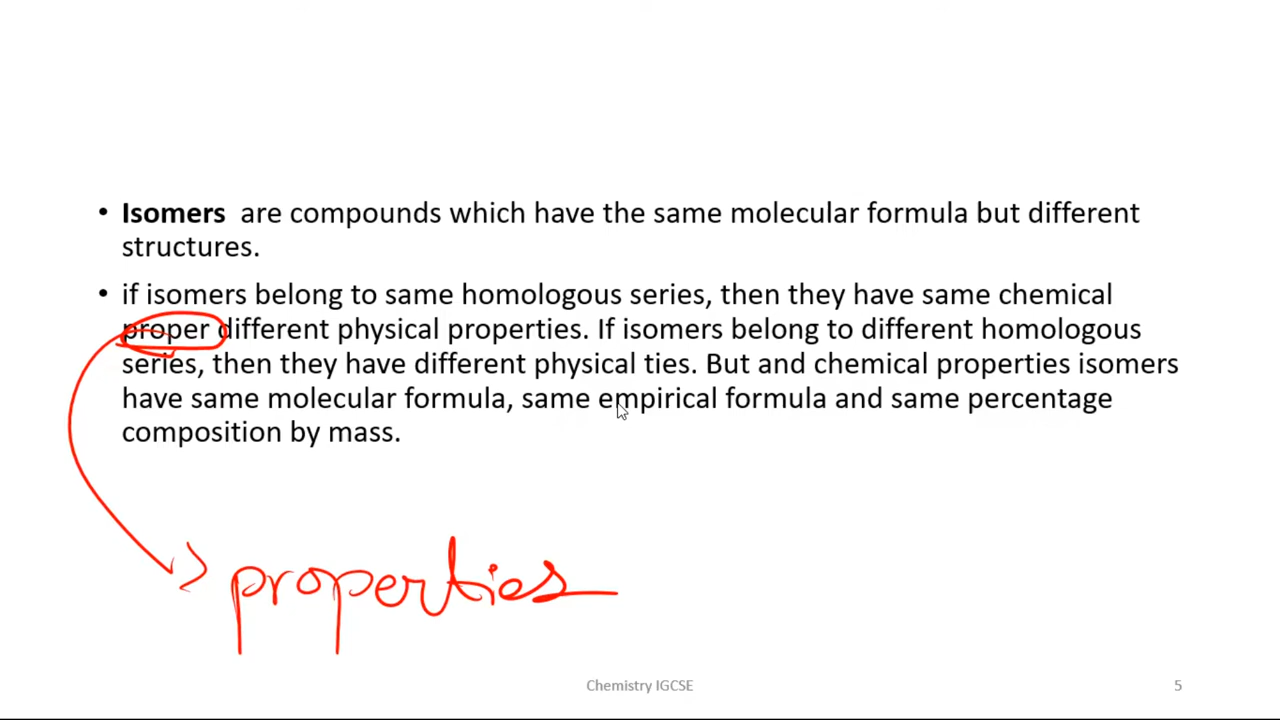 • Isomers are compounds which have the same molecular formula but different
structures.
• if isomers belong to same homologous series, then they have same chemical
proper different physical properties. If isomers belong to different homologous
series, then they have different physical ties. But and chemical properties isomers
have same molecular formula, same empirical formula and same percentage
composition by mass.
properties
Chemistry IGCSE
5